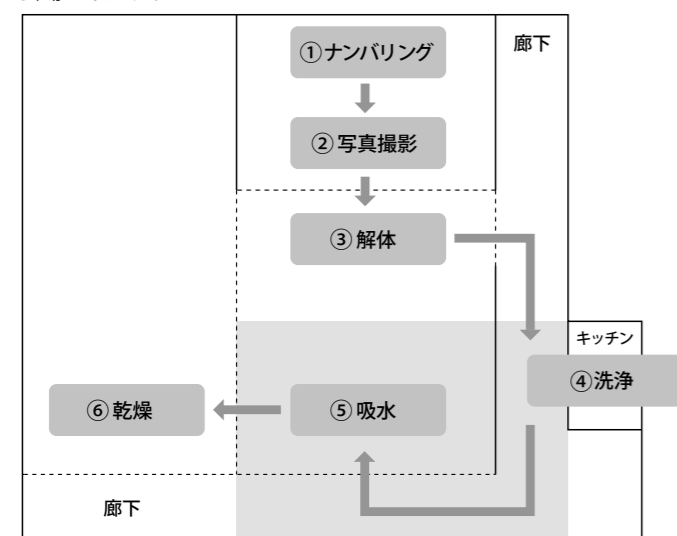 ①ナンバリング
廊下
②写真撮影
③解体
キッチン
④洗浄
⑤吸水
⑥乾燥
廊下